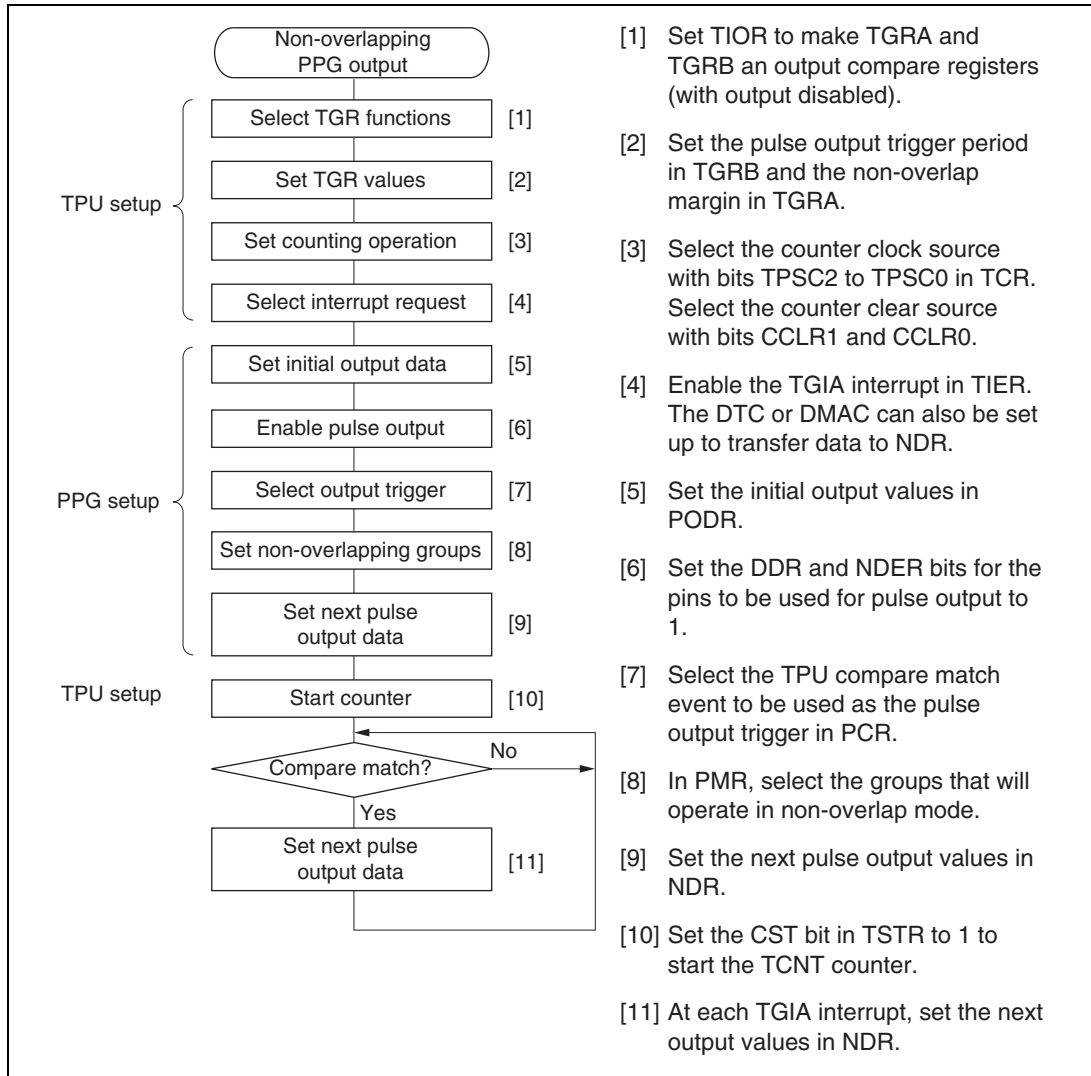 Non-overlapping
PPG output
TPU setup
Select TGR functions [1]
Set TGR values [2]
Set counting operation [3]
Select interrupt request [4]
PPG setup
Set initial output data [5]
Enable pulse output [6]
Select output trigger [7]
Set non-overlapping groups [8]
Set next pulse
output data [9]
TPU setup
Start counter [10]
Compare match?
No
Yes
Set next pulse
output data [11]
[1] Set TIOR to make TGRA and
TGRB an output compare registers
(with output disabled).
[2] Set the pulse output trigger period
in TGRB and the non-overlap
margin in TGRA.
[3] Select the counter clock source
with bits TPSC2 to TPSC0 in TCR.
Select the counter clear source
with bits CCLR1 and CCLR0.
[4] Enable the TGIA interrupt in TIER.
The DTC or DMAC can also be set
up to transfer data to NDR.
[5] Set the initial output values in
PODR.
[6] Set the DDR and NDER bits for the
pins to be used for pulse output to
1.
[7] Select the TPU compare match
event to be used as the pulse
output trigger in PCR.
[8] In PMR, select the groups that will
operate in non-overlap mode.
[9] Set the next pulse output values in
NDR.
[10] Set the CST bit in TSTR to 1 to
start the TCNT counter.
[11] At each TGIA interrupt, set the next
output values in NDR.